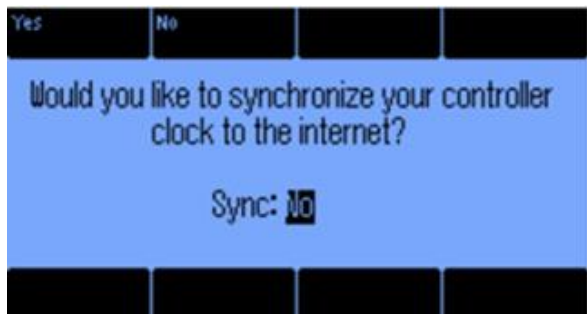 Yes No
Would you like to synchronize your controller
clock to the internet?
Sync: No